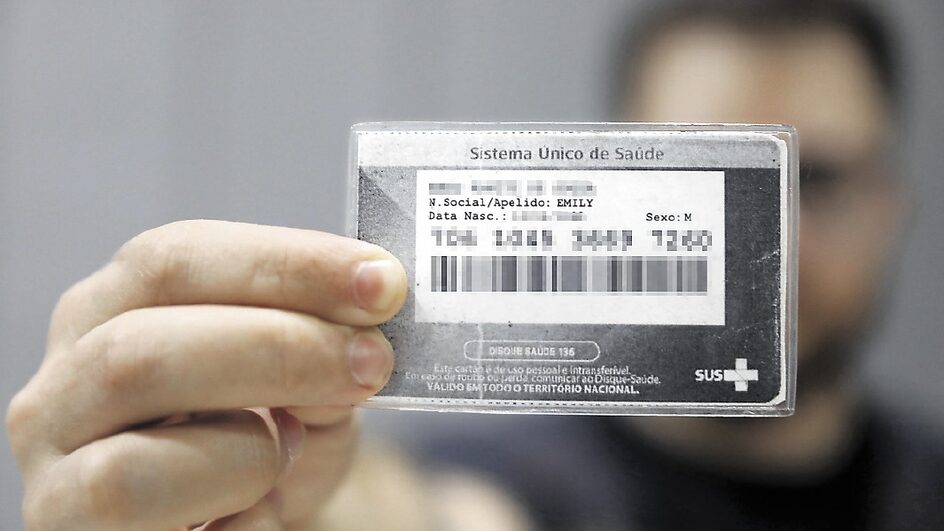 Sistema Único de Saúde
N.Social/Apelido: EMILY
Data Nasc.:
Sexo: M
DISQUE SAÚDE 136
Este cartão é de uso pessoal e intransferível.
Em caso de roubo ou perda, comunicar ao Disque-Saúde.
VÁLIDO EM TODO O TERRITÓRIO NACIONAL.
SUS